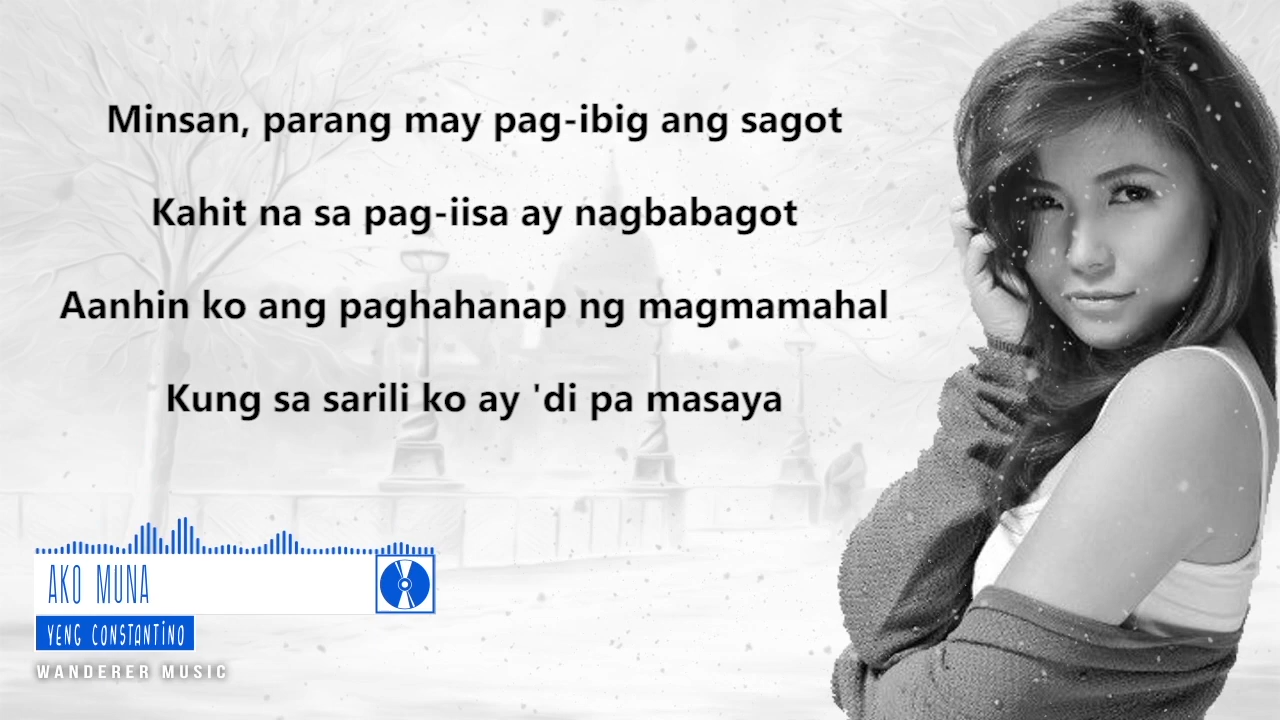 Minsan, parang may pag-ibig ang sagot
Kahit na sa pag-iisa ay nagbabagot
Aanhin ko ang paghahanap ng magmamahal
Kung sa sarili ko ay 'di pa masaya
AKO MUNA
YENG CONSTANTINO
WANDERER MUSIC